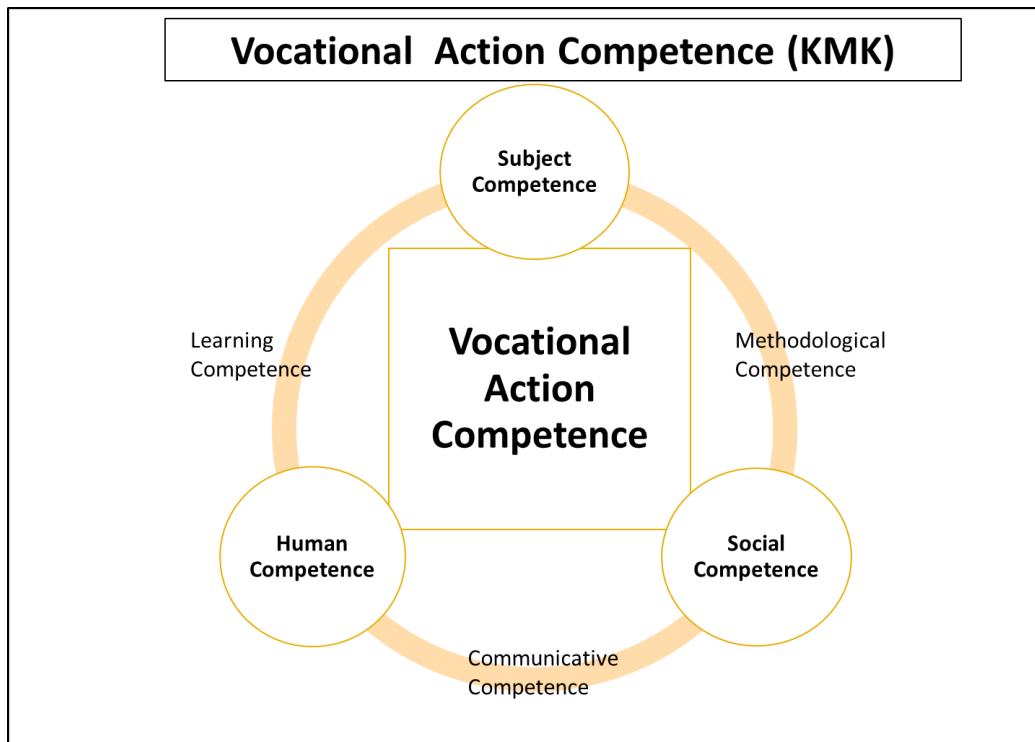 Vocational Action Competence (KMK)
Subject
Competence
Learning
Competence
Methodological
Competence
Vocational
Action
Competence
Human
Competence
Social
Competence
Communicative
Competence